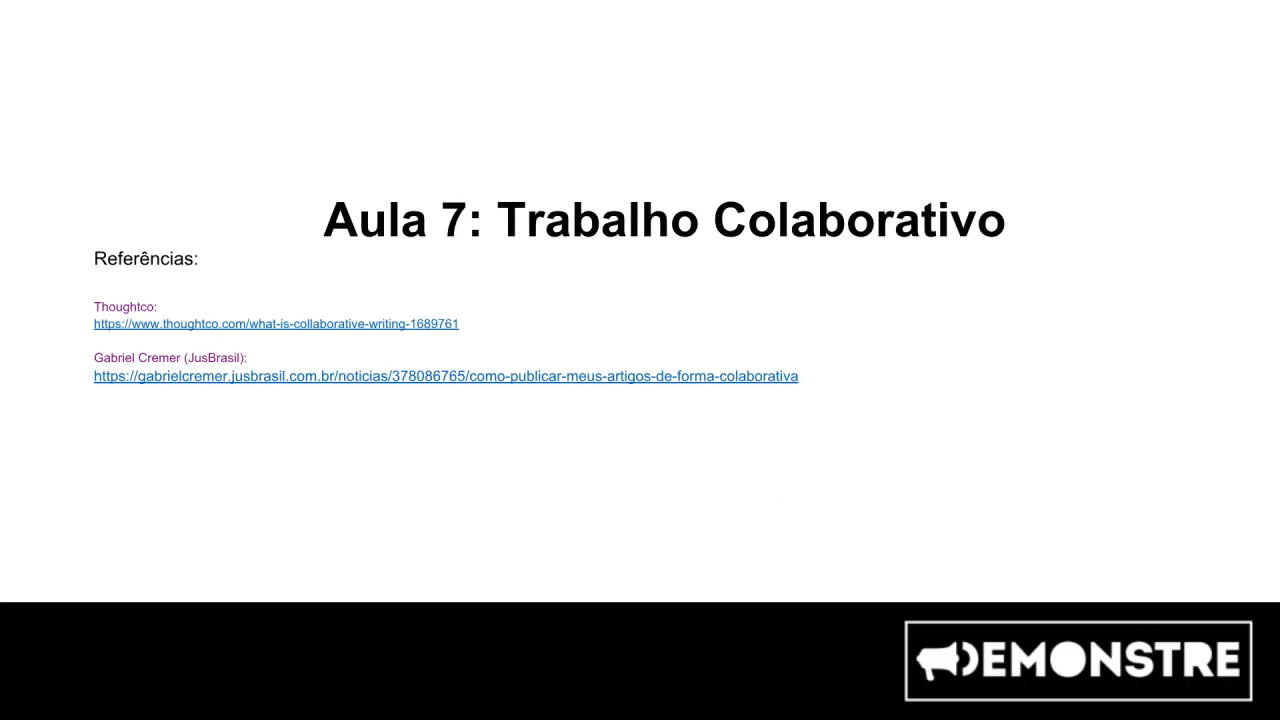 Aula 7: Trabalho Colaborativo
Referências:
Thoughtco:
https://www.thoughtco.com/what-is-collaborative-writing-1689761
Gabriel Cremer (JusBrasil):
https://gabrielcremer.jusbrasil.com.br/noticias/378086765/como-publicar-meus-artigos-de-forma-colaborativa
DEMONSTRE